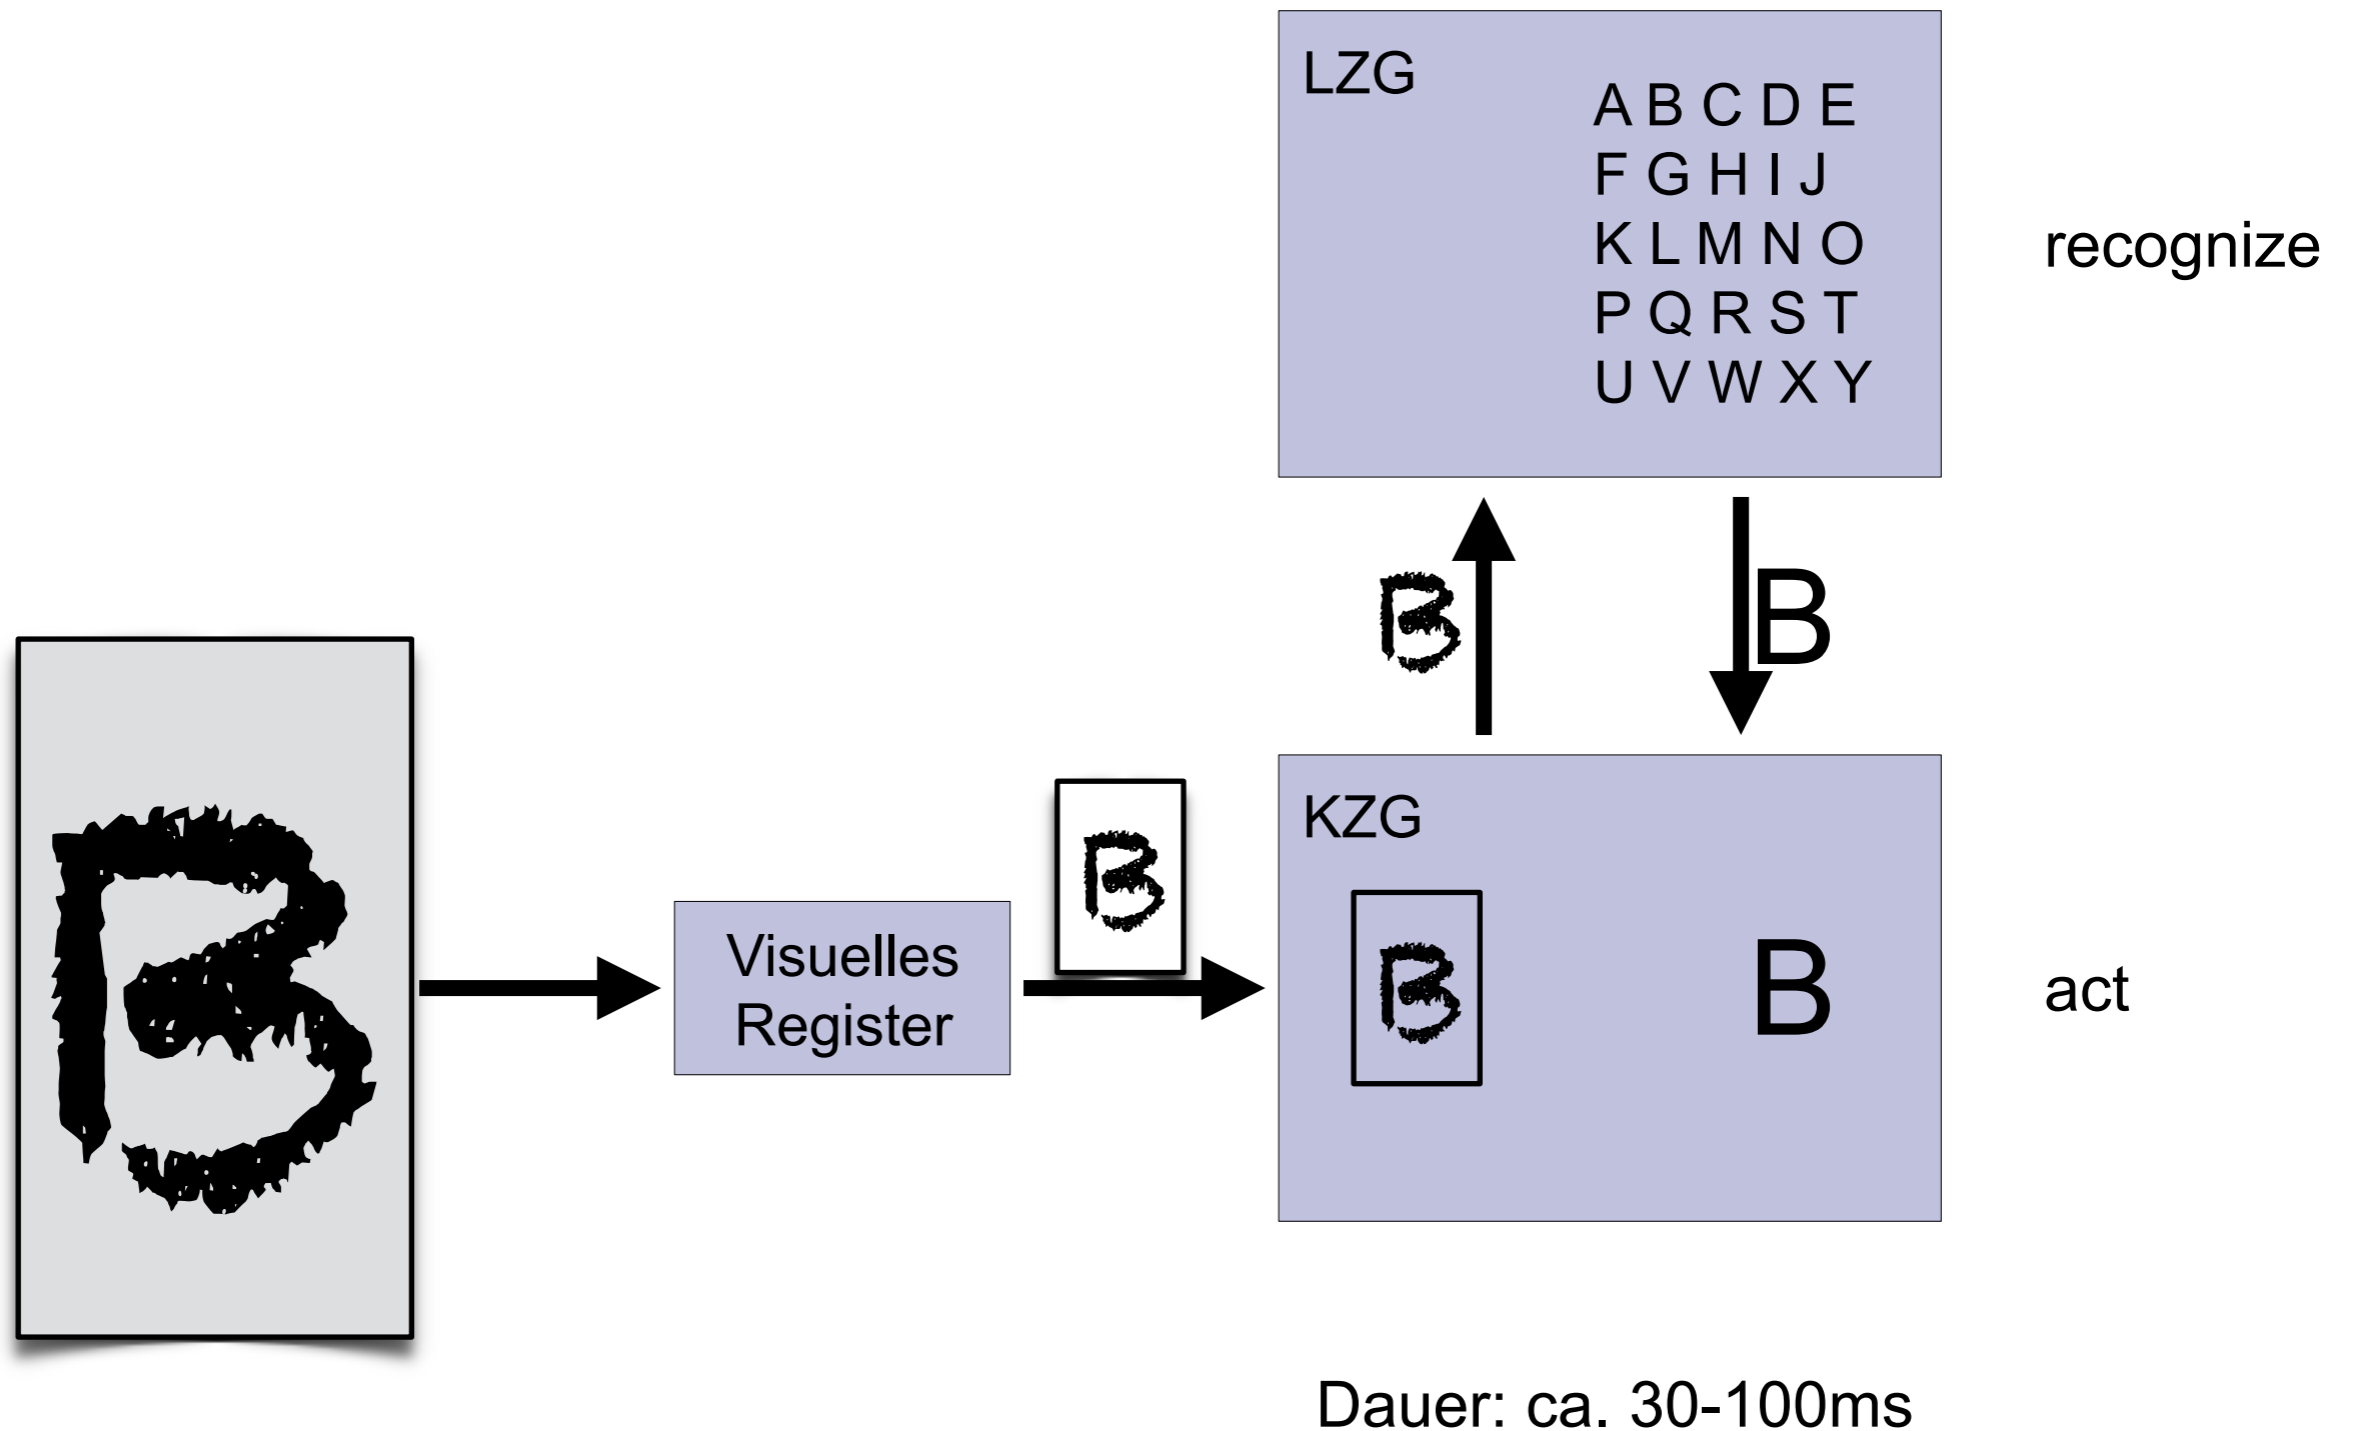 LZG
A B C D E
F G H I J
K L M N O
P Q R S T
U V W X Y
recognize
B
B
B
Visuelles
Register
B
KZG
B
B
act
Dauer: ca. 30-100ms